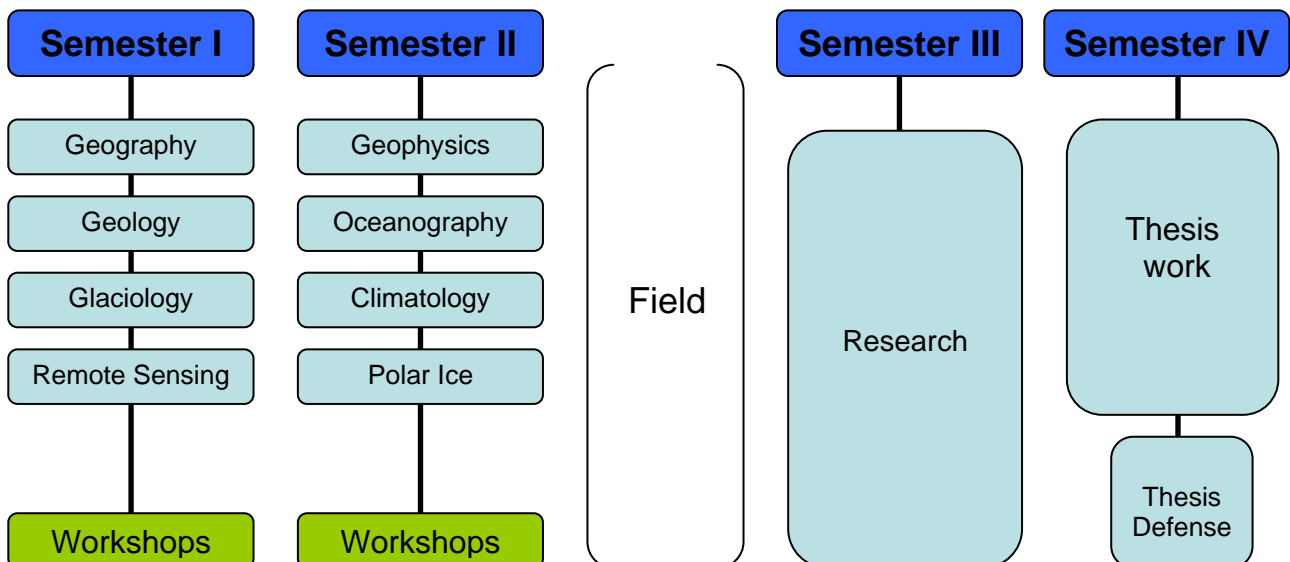 Semester I
Geography
Geology
Glaciology
Remote Sensing
Workshops
Semester II
Geophysics
Oceanography
Climatology
Polar Ice
Workshops
Field
Semester III
Research
Semester IV
Thesis
work
Thesis
Defense